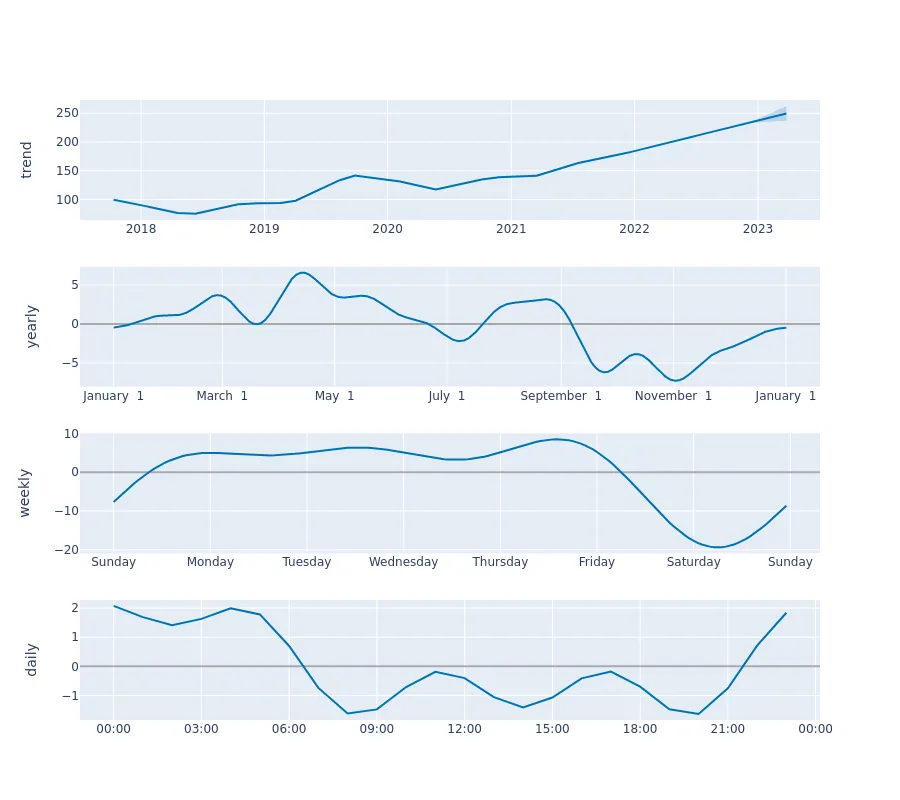 trend
250
200
150
100
2018 2019 2020 2021 2022 2023
yearly
5
0
−5
January 1 March 1 May 1 July 1 September 1 November 1 January 1
weekly
10
0
−10
−20
Sunday Monday Tuesday Wednesday Thursday Friday Saturday Sunday
daily
2
1
0
−1
00:00 03:00 06:00 09:00 12:00 15:00 18:00 21:00 00:00